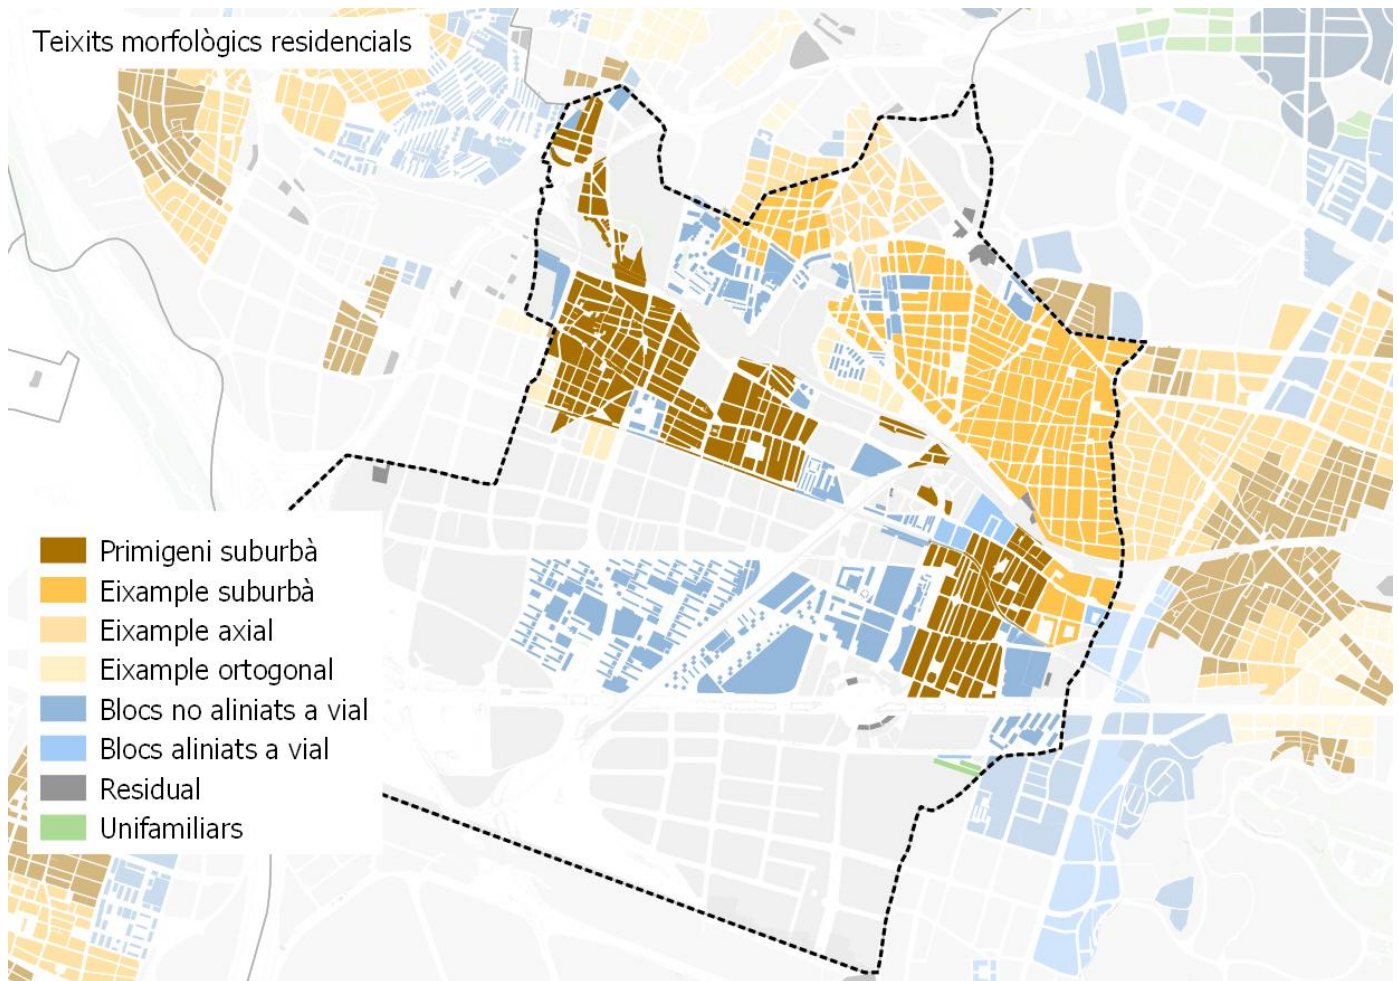 Teixits morfològics residencials
Primigeni suburbà
Eixample suburbà
Eixample axial
Eixample ortogonal
Blocs no aliniats a vial
Blocs aliniats a vial
Residual
Unifamiliars